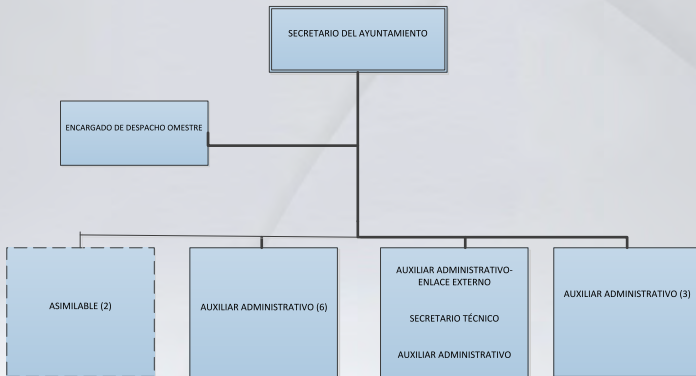 SECRETARIO DEL AYUNTAMIENTO
ENCARGADO DE DESPACHO OMESTRE
ASIMILABLE (2)
AUXILIAR ADMINISTRATIVO (6)
AUXILIAR ADMINISTRATIVO-
ENLACE EXTERNO
SECRETARIO TÉCNICO
AUXILIAR ADMINISTRATIVO
AUXILIAR ADMINISTRATIVO (3)